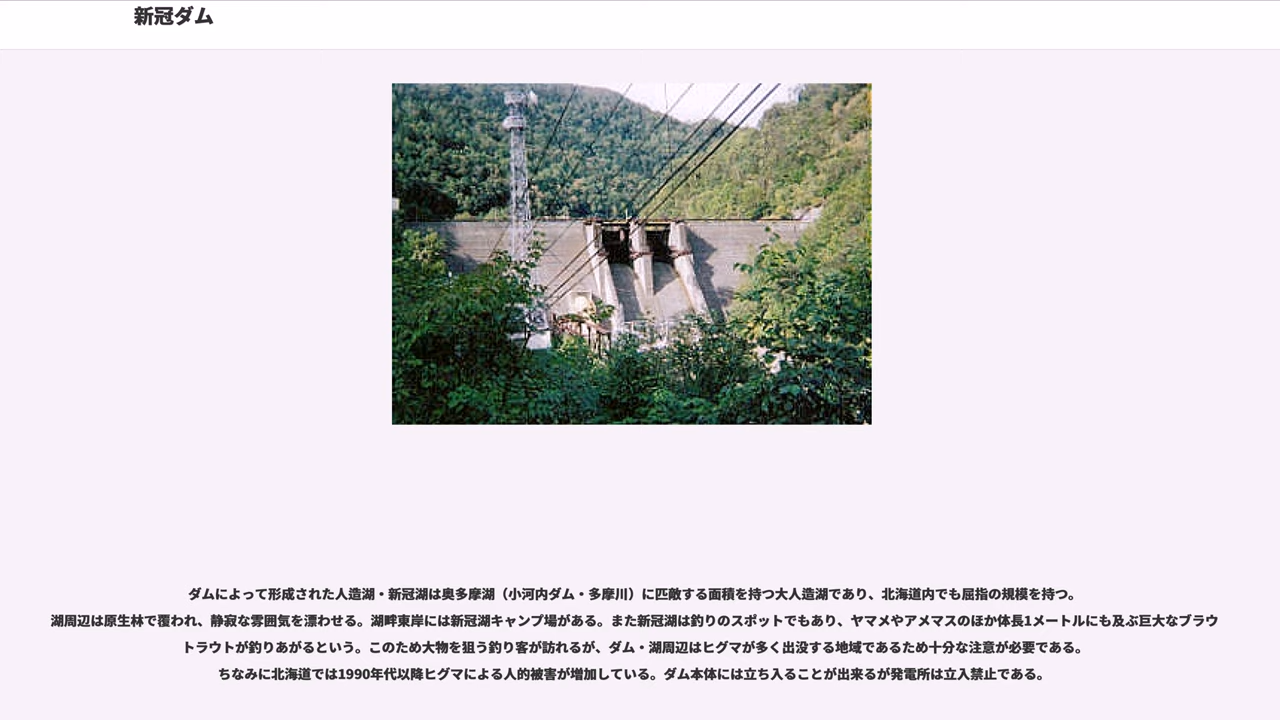 新冠ダム
ダムによって形成された人造湖・新冠湖は奥多摩湖（小河内ダム・多摩川）に匹敵する面積を持つ大人造湖であり、北海道内でも屈指の規模を持つ。
湖周辺は原生林で覆われ、静寂な雰囲気を漂わせる。湖畔東岸には新冠湖キャンプ場がある。また新冠湖は釣りのスポットでもあり、ヤマメやアメマスのほか体長1メートルにも及ぶ巨大なブラウ
トラウトが釣りあがるという。このため大物を狙う釣り客が訪れるが、ダム・湖周辺はヒグマが多く出没する地域であるため十分な注意が必要である。
ちなみに北海道では1990年代以降ヒグマによる人的被害が増加している。ダム本体には立ち入ることが出来るが発電所は立入禁止である。